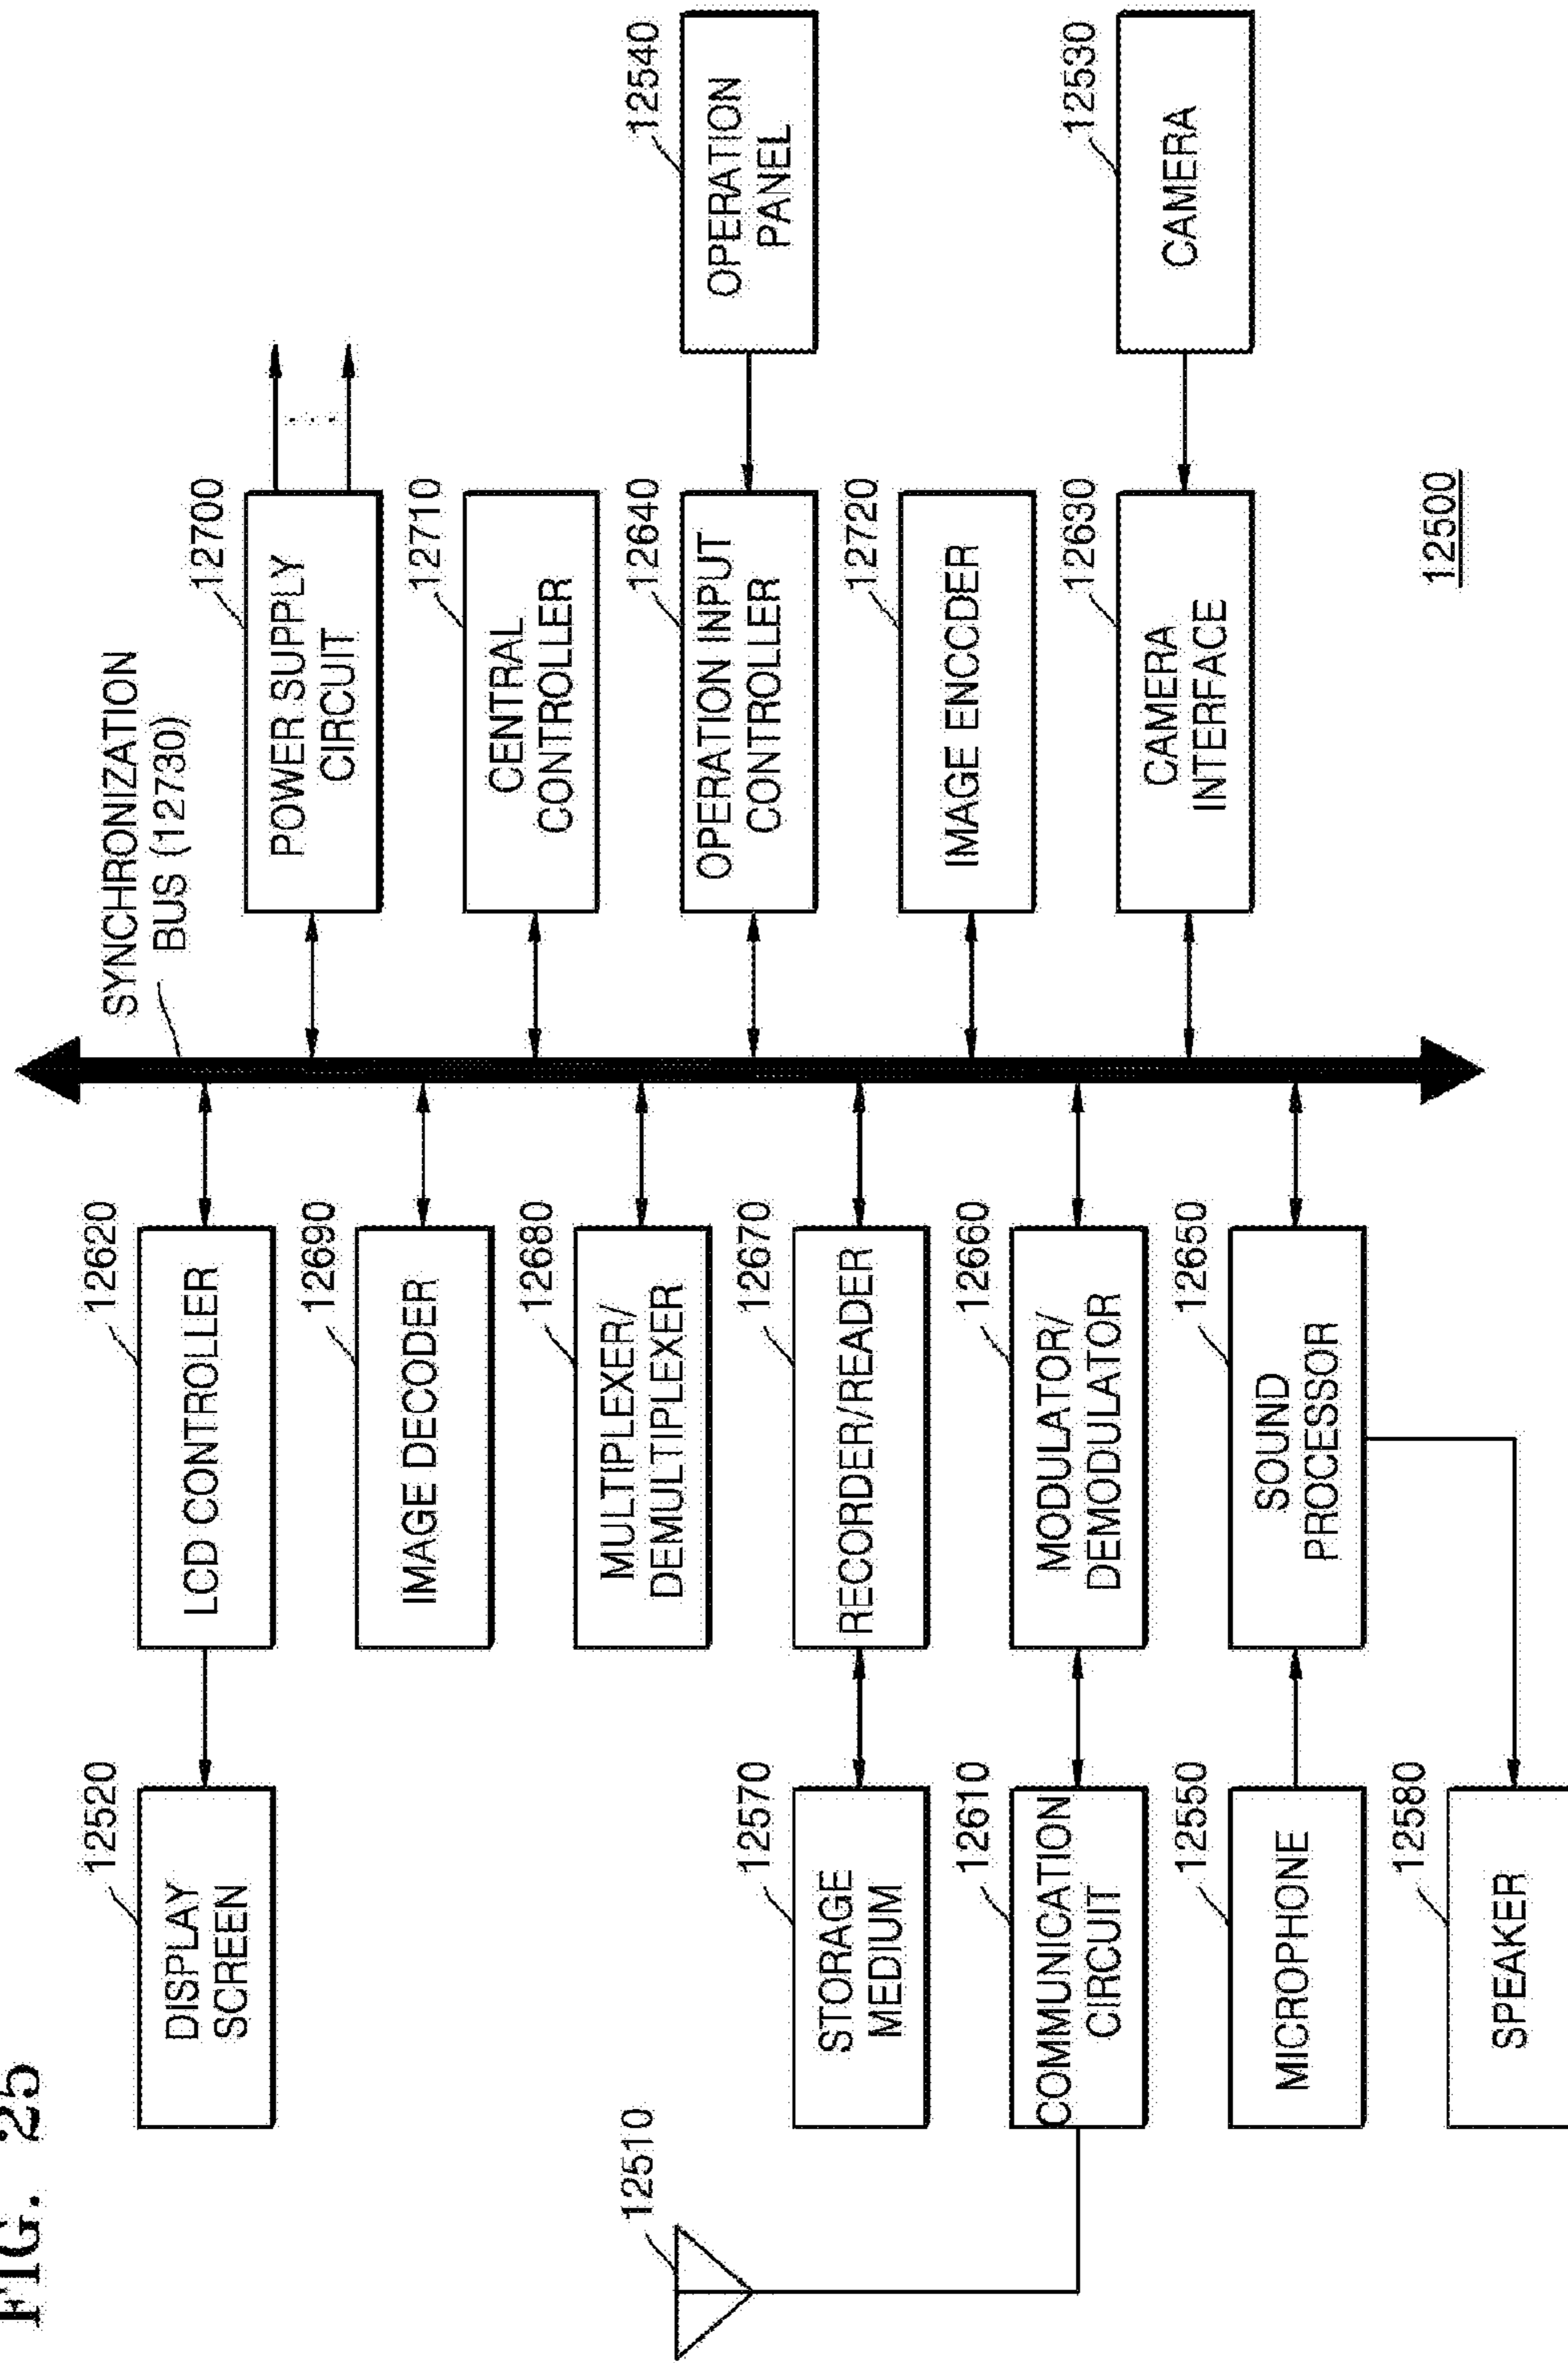 FIG. 25
SYNCHRONIZATION
BUS (12730)
12520
DISPLAY
SCREEN
12620
LCD CONTROLLER
12700
POWER SUPPLY
CIRCUIT
12690
IMAGE DECODER
12710
CENTRAL
CONTROLLER
12680
MULTIPLEXER/
DEMULTIPLEXER
12640
OPERATION INPUT
CONTROLLER
12540
OPERATION
PANEL
12510
12570
STORAGE
MEDIUM
12670
RECORDER/READER
12720
IMAGE ENCODER
12610
COMMUNICATION
CIRCUIT
12660
MODULATOR/
DEMODULATOR
12630
CAMERA
INTERFACE
12530
CAMERA
12550
MICROPHONE
12650
SOUND
PROCESSOR
12580
SPEAKER
12500